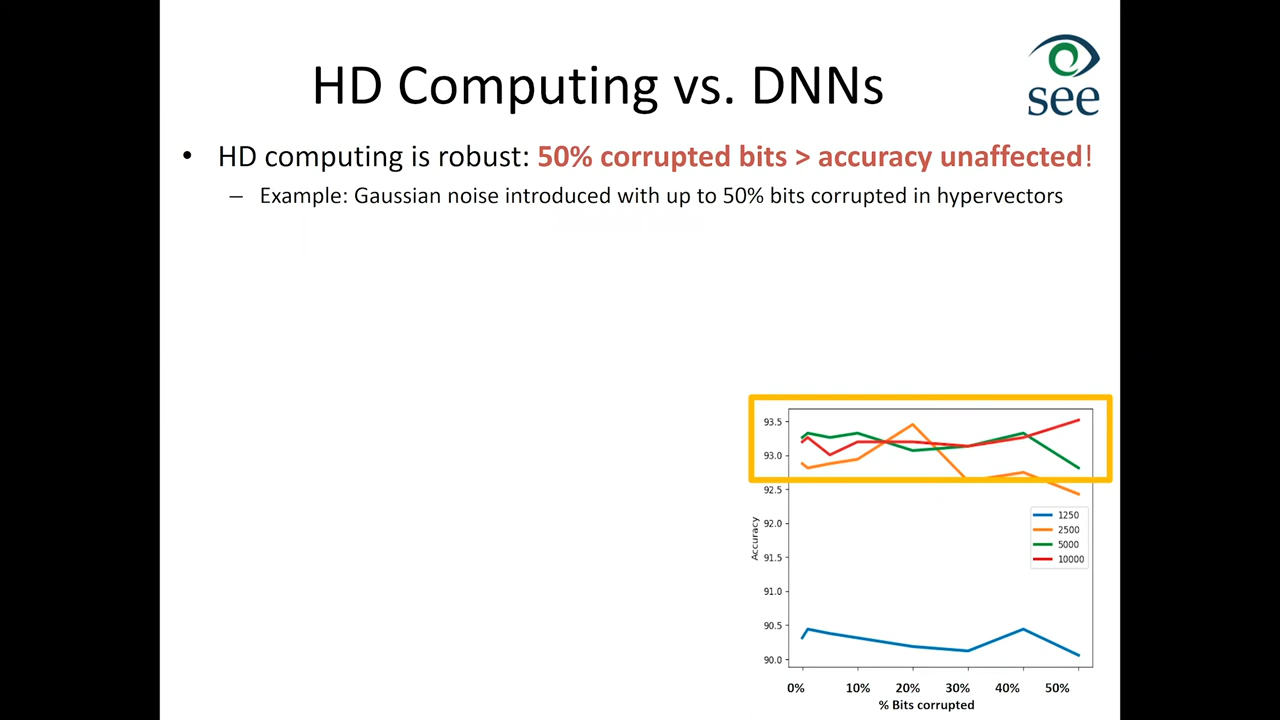 HD Computing vs. DNNs
see
• HD computing is robust: 50% corrupted bits > accuracy unaffected!
– Example: Gaussian noise introduced with up to 50% bits corrupted in hypervectors
93.5
93.0
92.5
92.0
91.5
91.0
90.5
90.0
Accuracy
1250
2500
5000
10000
0% 10% 20% 30% 40% 50%
% Bits corrupted